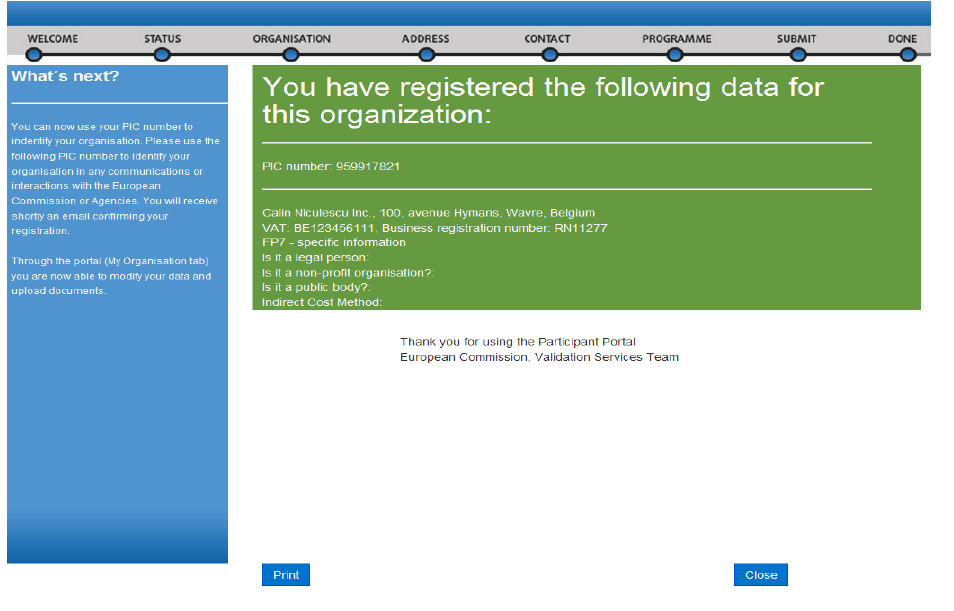 WELCOME STATUS ORGANISATION ADDRESS CONTACT PROGRAMME SUBMIT DONE
What´s next?
You can now use your PIC number to
indentify your organisation. Please use the
following PIC number to identify your
organisation in any communications or
interactions with the European
Commission or Agencies. You will receive
shortly an email confirming your
registration.
Through the portal (My Organisation tab)
you are now able to modify your data and
upload documents.
You have registered the following data for
this organization:
PIC number: 959917821
Calin Niculescu Inc., 100, avenue Hymans, Wavre, Belgium
VAT: BE123456111, Business registration number: RN11277
FP7 - specific information
Is it a legal person:
Is it a non-profit organisation?:
Is it a public body?:
Indirect Cost Method:
Thank you for using the Participant Portal
European Commission, Validation Services Team
Print Close